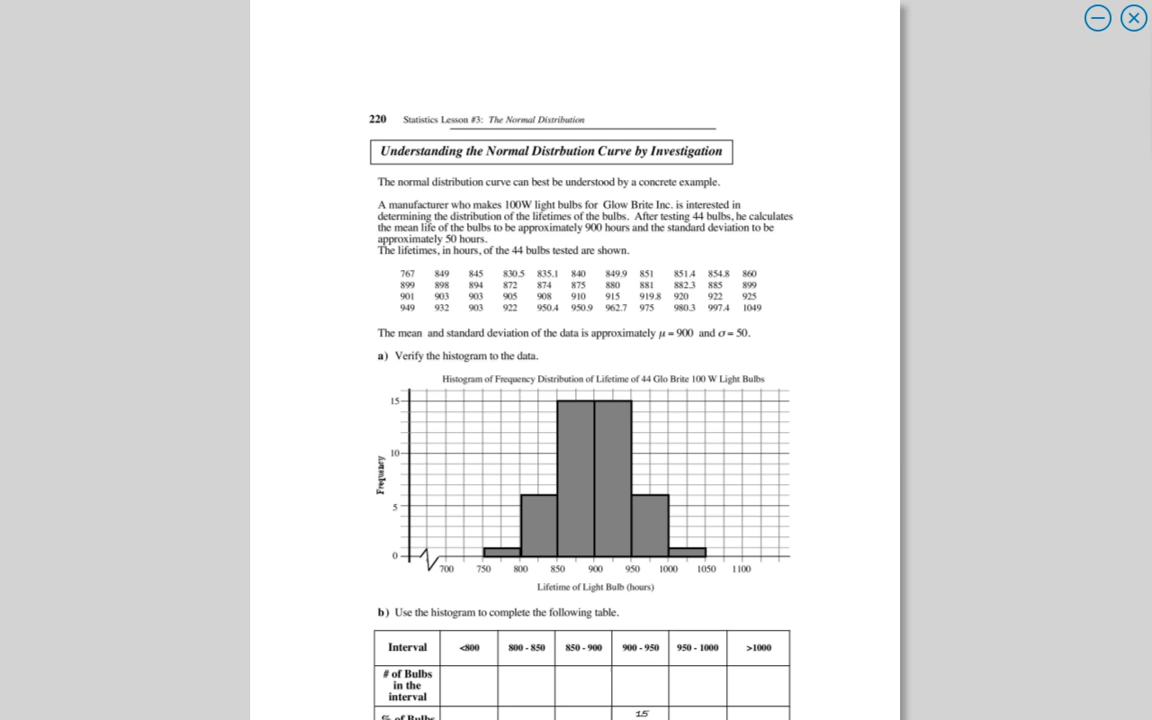 220 Statistics Lesson #3: The Normal Distribution
Understanding the Normal Distrbution Curve by Investigation
The normal distribution curve can best be understood by a concrete example.
A manufacturer who makes 100W light bulbs for Glow Brite Inc. is interested in
determining the distribution of the lifetimes of the bulbs. After testing 44 bulbs, he calculates
the mean life of the bulbs to be approximately 900 hours and the standard deviation to be
approximately 50 hours.
The lifetimes, in hours, of the 44 bulbs tested are shown.
767 849 845 830.5 835.1 840 849.9 851 851.4 854.8 860
899 898 894 872 874 875 880 881 882.3 885 899
901 903 903 905 908 910 915 919.8 920 922 925
949 932 903 922 950.4 950.9 962.7 975 980.3 997.4 1049
The mean and standard deviation of the data is approximately μ = 900 and σ = 50.
a) Verify the histogram to the data.
Histogram of Frequency Distribution of Lifetime of 44 Glo Brite 100 W Light Bulbs
15
10
Frequency
5
0
700 750 800 850 900 950 1000 1050 1100
Lifetime of Light Bulb (hours)
b) Use the histogram to complete the following table.
Interval <800 800 - 850 850 - 900 900 - 950 950 - 1000 >1000
# of Bulbs
in the
interval
15
% of Bulbs